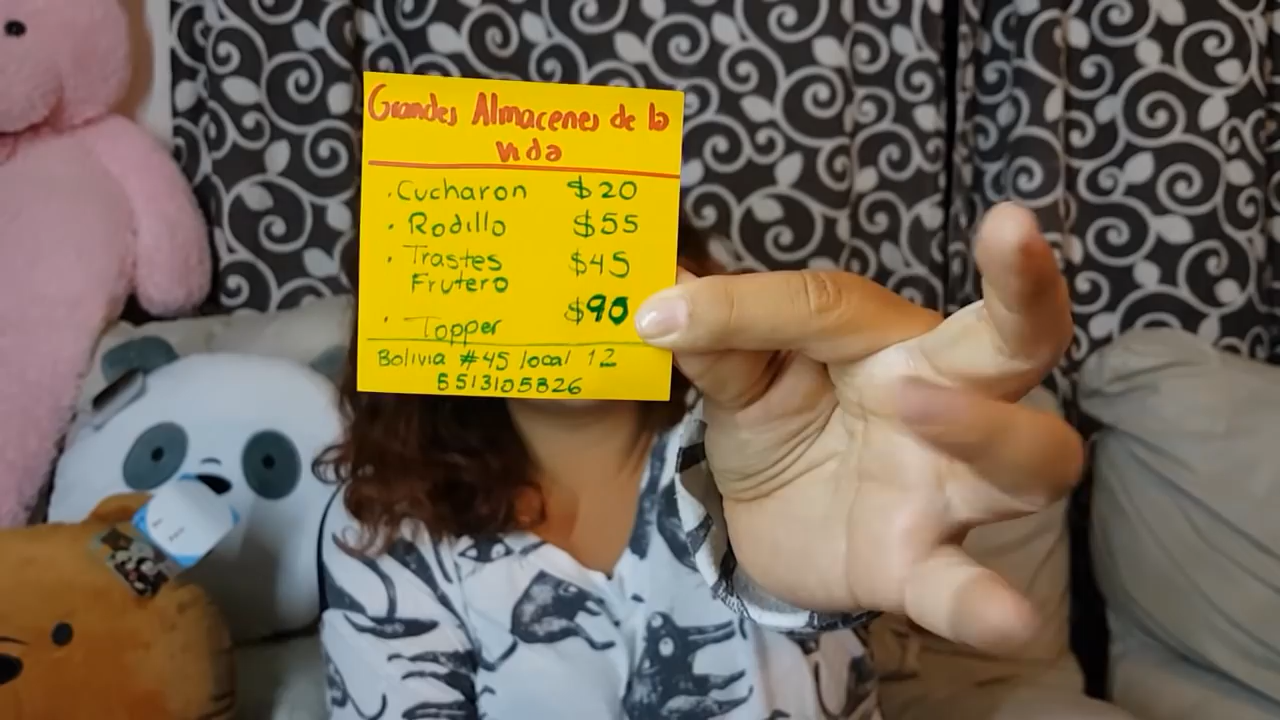 Grandes Almacenes de la
vida
. Cucharon $20
. Rodillo $55
. Trastes $45
Frutero
$90
. Topper
Bolivia #45 local 12
5513105826